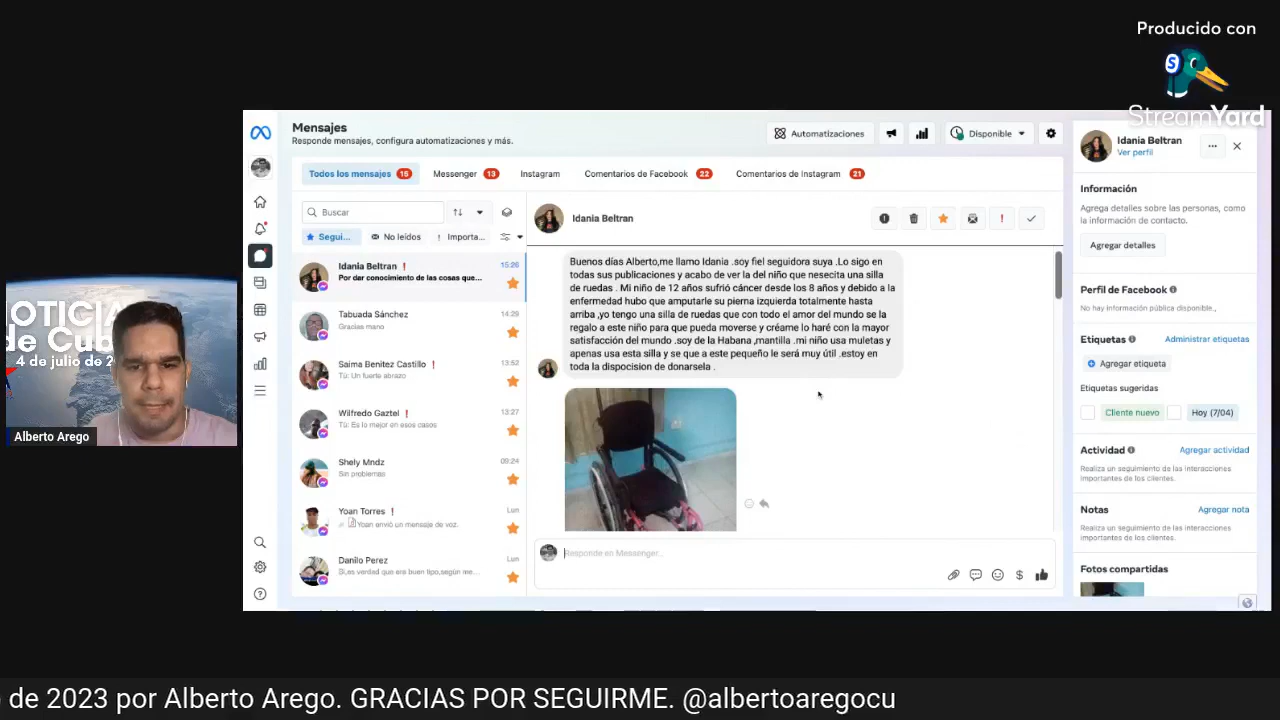 Producido con
StreamYard
Mensajes
Responde mensajes, configura automatizaciones y más.
Automatizaciones
Disponible
Todos los mensajes 15
Messenger 13
Instagram
Comentarios de Facebook 22
Comentarios de Instagram 21
Buscar
Segui...
No leídos
! Importa...
Idania Beltran
15:26
Por dar conocimiento de las cosas que...
Tabuada Sánchez
14:29
Gracias mano
Saima Benitez Castillo
13:52
Tú: Un fuerte abrazo
Wilfredo Gaztel
13:27
Tú: Es lo mejor en esos casos
Shely Mndz
09:24
Sin problemas
Yoan Torres
Lun
Yoan envió un mensaje de voz.
Danilo Perez
Lun
Sí,es verdad que era buen tipo,según me...
Idania Beltran
Buenos días Alberto,me llamo Idania .soy fiel seguidora suya .Lo sigo en
todas sus publicaciones y acabo de ver la del niño que nesecita una silla
de ruedas . Mi niño de 12 años sufrió cáncer desde los 8 años y debido a la
enfermedad hubo que amputarle su pierna izquierda totalmente hasta
arriba ,yo tengo una silla de ruedas que con todo el amor del mundo se la
regalo a este niño para que pueda moverse y créame lo haré con la mayor
satisfacción del mundo .soy de la Habana ,mantilla .mi niño usa muletas y
apenas usa esta silla y se que a este pequeño le será muy útil .estoy en
toda la dispocision de donarsela .
Responde en Messenger...
Idania Beltran
Ver perfil
Información
Agrega detalles sobre las personas, como
la información de contacto.
Agregar detalles
Perfil de Facebook
No hay información pública disponible.,
Etiquetas
Administrar etiquetas
Agregar etiqueta
Etiquetas sugeridas
Cliente nuevo
Hoy (7/04)
Actividad
Agregar actividad
Realiza un seguimiento de las interacciones
importantes de los clientes.
Notas
Agregar nota
Realiza un seguimiento de las interacciones
importantes de los clientes.
Fotos compartidas
OTICIA
de Cub
4 de julio de 2
Alberto Arego
de 2023 por Alberto Arego. GRACIAS POR SEGUIRME. @albertoaregocu